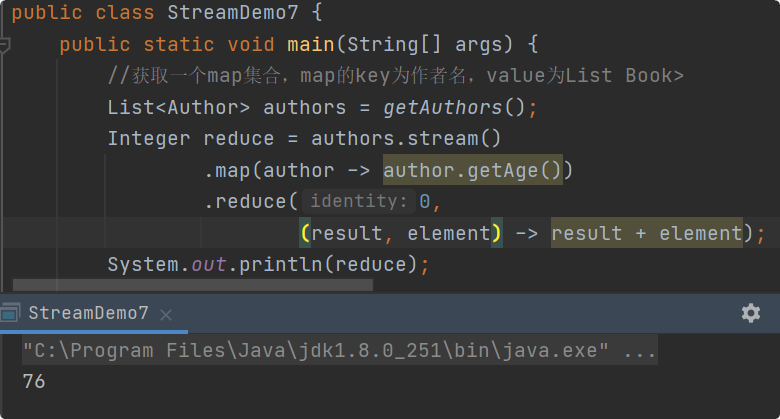 public class StreamDemo7 {
public static void main(String[] args) {
//获取一个map集合，map的key为作者名，value为List Book>
List<Author> authors = getAuthors();
Integer reduce = authors.stream()
.map(author -> author.getAge())
.reduce( identity: 0,
(result, element) -> result + element);
System.out.println(reduce);
StreamDemo7
"C:\Program Files\Java\jdk1.8.0_251\bin\java.exe" ...
76